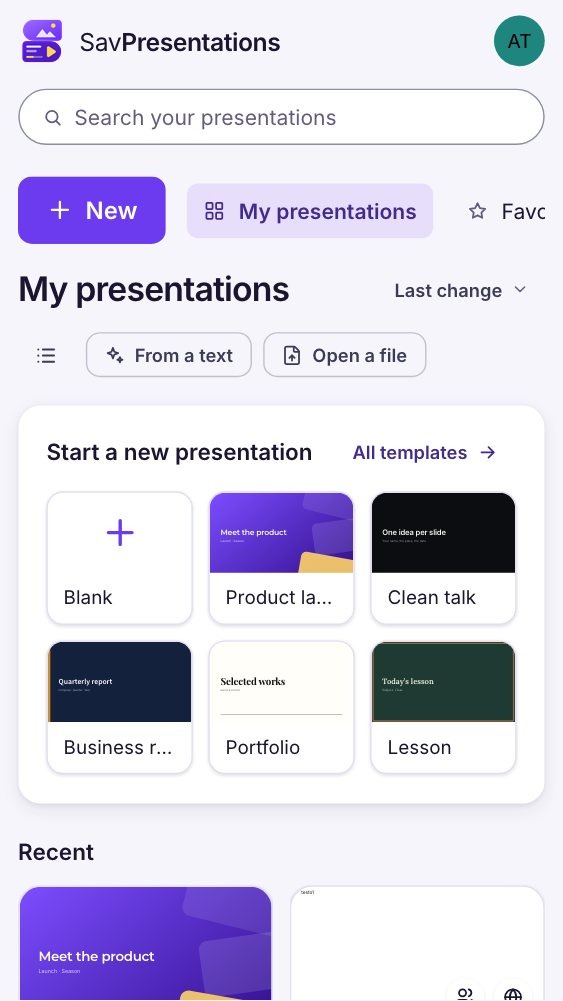 SavPresentations
AT
Search your presentations
New
My presentations
Favo
My presentations
Last change
From a text
Open a file
Start a new presentation
All templates
Blank
Meet the product
Launch · Season
Product la...
One idea per slide
Clean talk
Quarterly report
Business r...
Selected works
Portfolio
Today's lesson
Lesson
Recent
Meet the product
Launch · Season